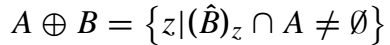 A ⊕ B = {z|(B̂)_z ∩ A ≠ ∅}